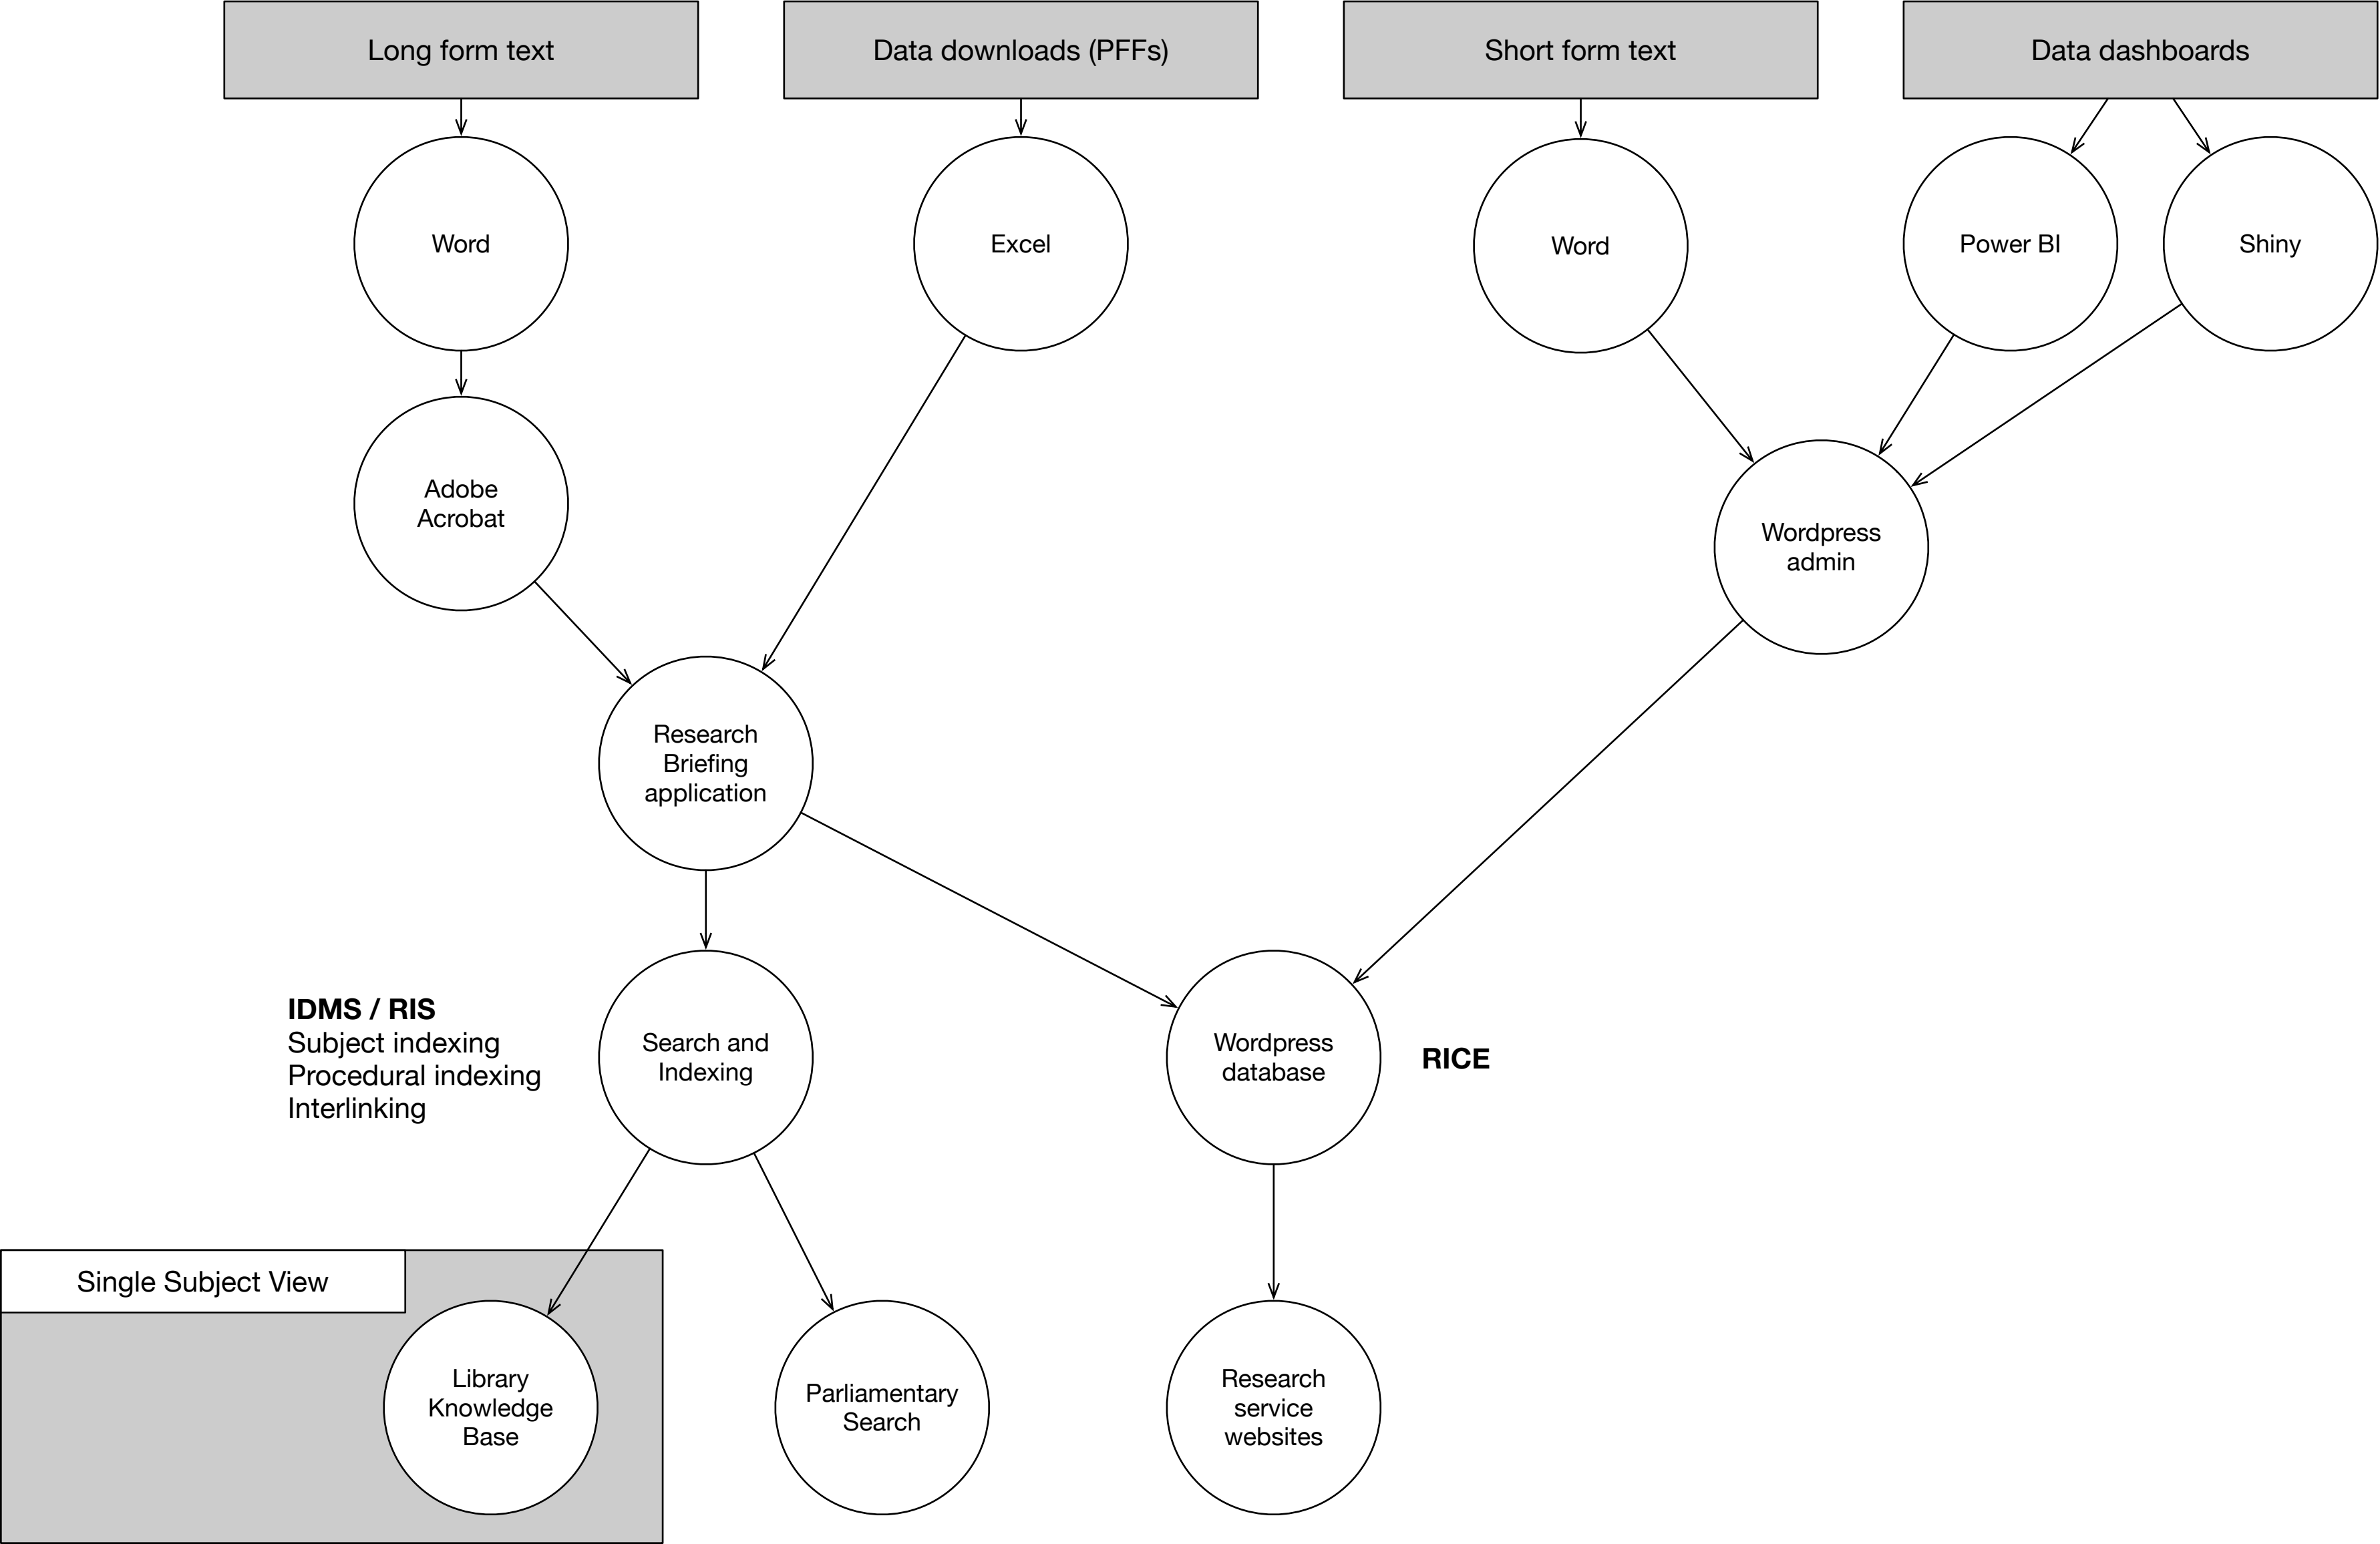 Long form text
Data downloads (PFFs)
Short form text
Data dashboards
Word
Excel
Word
Power BI
Shiny
Adobe
Acrobat
Wordpress
admin
Research
Briefing
application
IDMS / RIS
Subject indexing
Procedural indexing
Interlinking
Search and
Indexing
Wordpress
database
RICE
Single Subject View
Library
Knowledge
Base
Parliamentary
Search
Research
service
websites